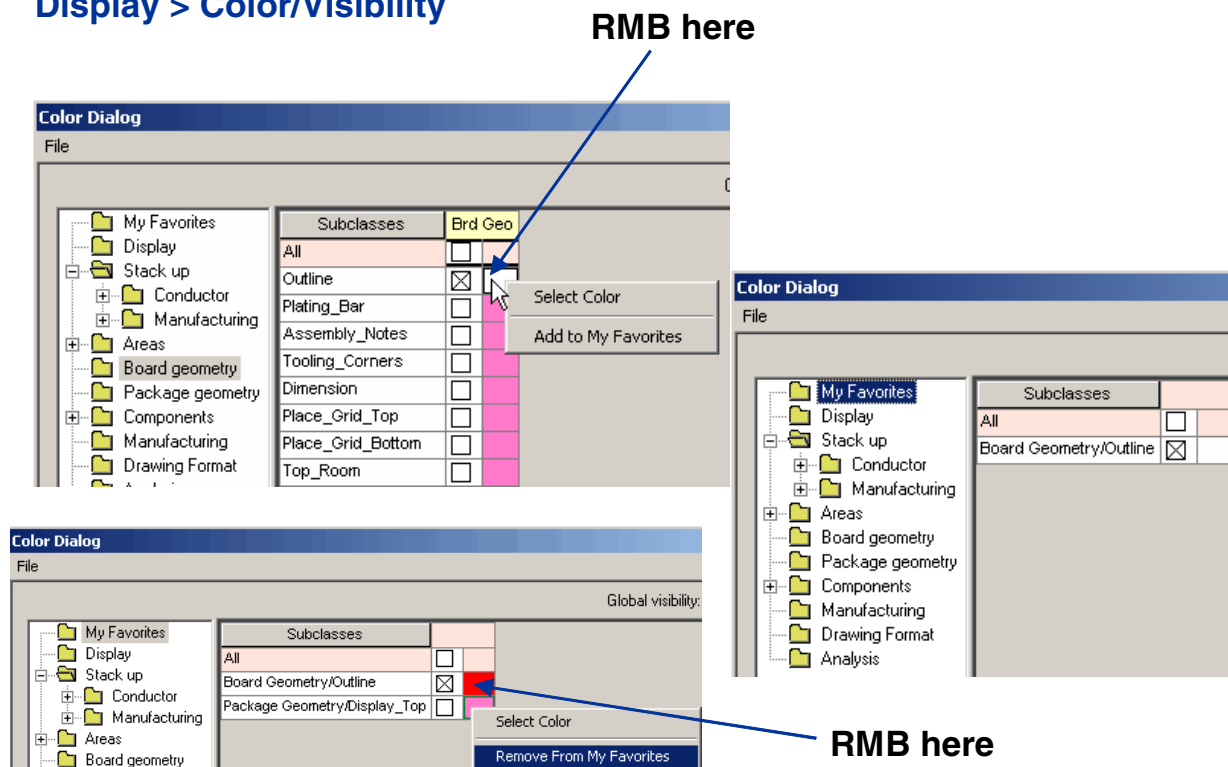 Display > Color/Visibility
RMB here
Color Dialog
File
My Favorites
Display
Stack up
Conductor
Manufacturing
Areas
Board geometry
Package geometry
Components
Manufacturing
Drawing Format
Subclasses Brd Geo
All
Outline
Plating_Bar
Assembly_Notes
Tooling_Corners
Dimension
Place_Grid_Top
Place_Grid_Bottom
Top_Room
Select Color
Add to My Favorites
Color Dialog
File
My Favorites
Display
Stack up
Conductor
Manufacturing
Areas
Board geometry
Package geometry
Components
Manufacturing
Drawing Format
Analysis
Subclasses
All
Board Geometry/Outline
Color Dialog
File
Global visibility:
My Favorites
Display
Stack up
Conductor
Manufacturing
Areas
Board geometry
Subclasses
All
Board Geometry/Outline
Package Geometry/Display_Top
Select Color
Remove From My Favorites
RMB here